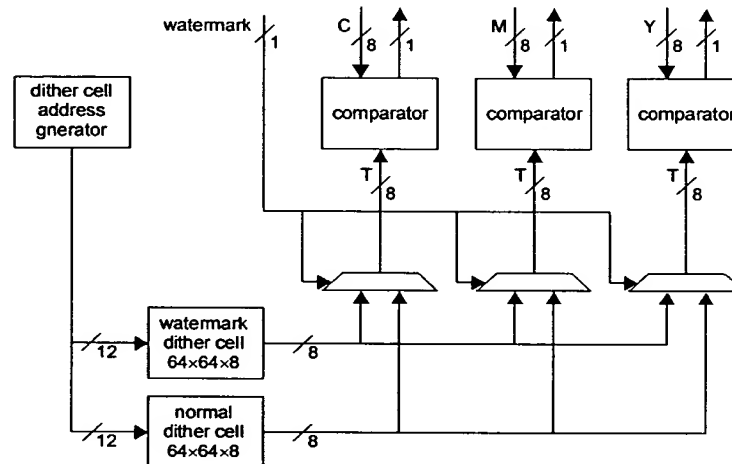 watermark 1 C 8 1 M 8 1 Y 8 1
dither cell
address
gnerator
comparator comparator comparator
T 8 T 8 T 8
watermark
dither cell
64×64×8
12 8
normal
dither cell
64×64×8
12 8